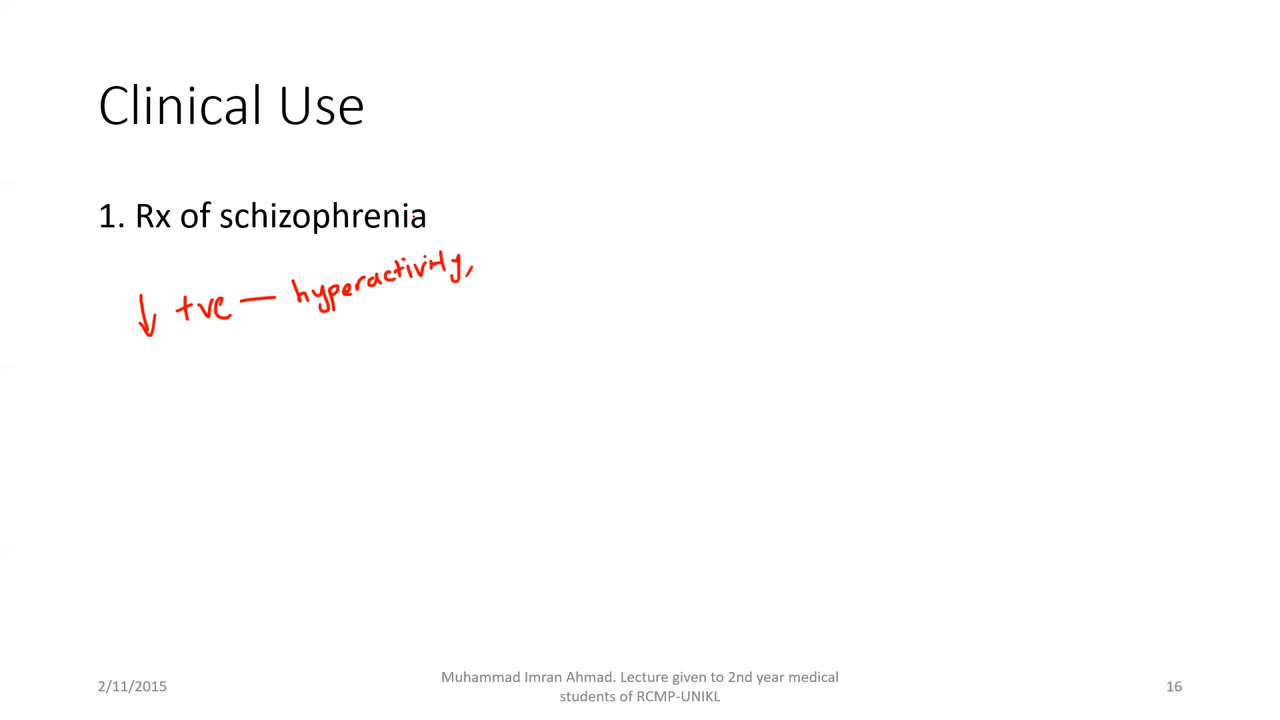 Clinical Use
1. Rx of schizophrenia
↓ +ve — hyperactivity,
2/11/2015
Muhammad Imran Ahmad. Lecture given to 2nd year medical
students of RCMP-UNIKL
16